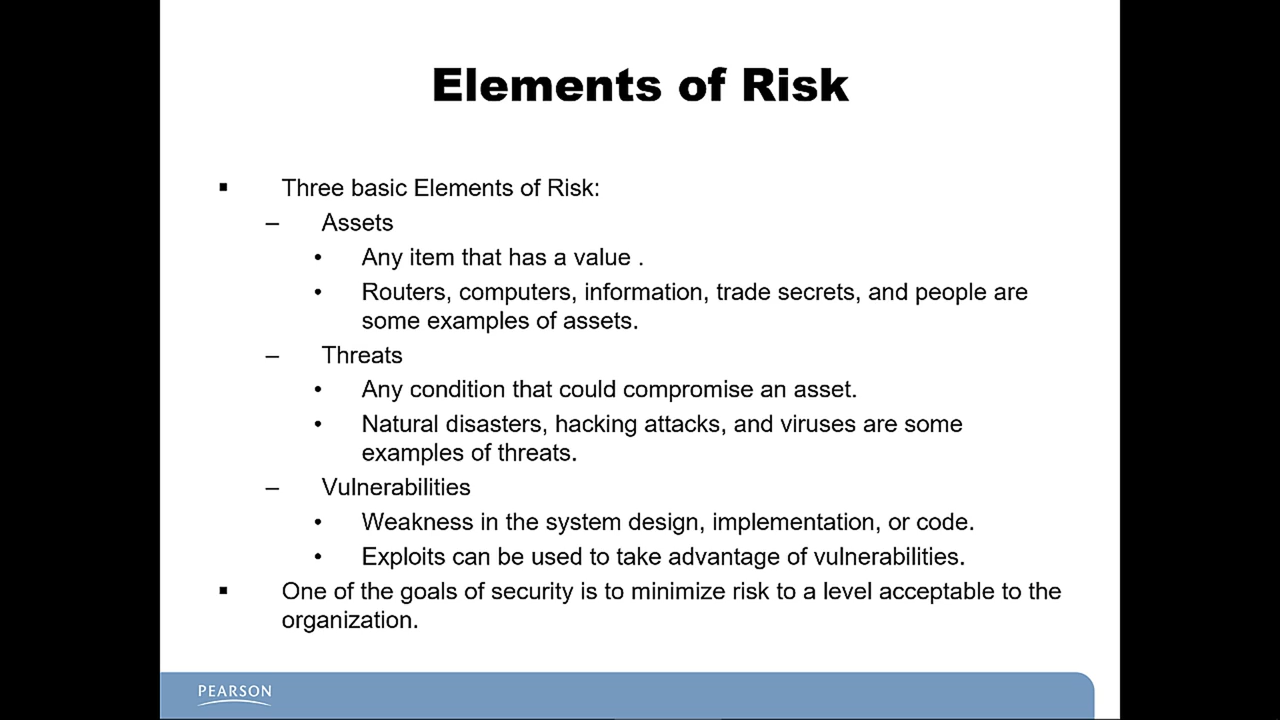 Elements of Risk
▪ Three basic Elements of Risk:
– Assets
• Any item that has a value .
• Routers, computers, information, trade secrets, and people are
some examples of assets.
– Threats
• Any condition that could compromise an asset.
• Natural disasters, hacking attacks, and viruses are some
examples of threats.
– Vulnerabilities
• Weakness in the system design, implementation, or code.
• Exploits can be used to take advantage of vulnerabilities.
▪ One of the goals of security is to minimize risk to a level acceptable to the
organization.
PEARSON